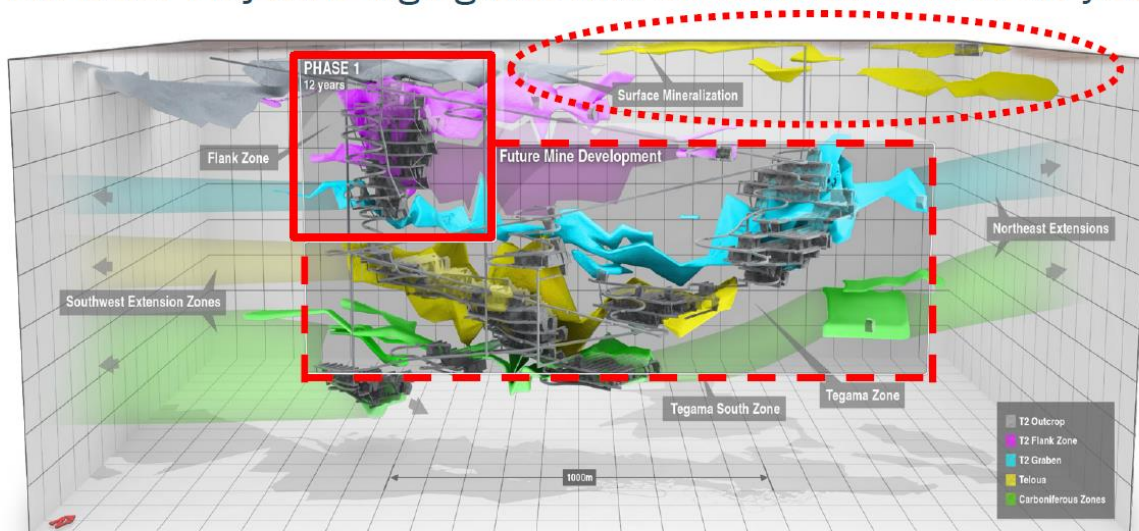 PHASE 1
12 years
Surface Mineralization
Flank Zone
Future Mine Development
Northeast Extensions
Southwest Extension Zones
Tegama Zone
Tegama South Zone
1000m
T2 Outcrop
T2 Flank Zone
T2 Graben
Teloua
Carboniferous Zones